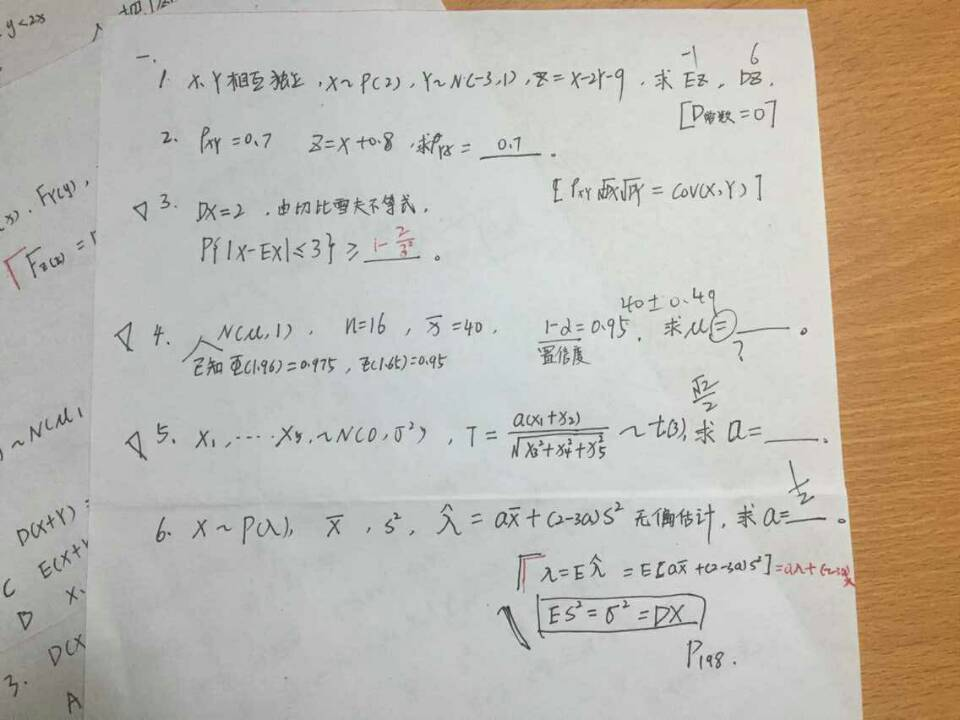 y<2x
一.
1. X. Y相互独立, X~P(2), Y~N(-3,1), Z=X-2Y-9, 求 EZ, DZ.
-1 6
[D常数=0]
2. ρxy=0.7 Z=X+0.8, 求ρYZ= 0.7 .
[ρxy√DX√DY=Cov(X,Y)]
▽ 3. DX=2, 由切比雪夫不等式,
P{|X-EX|≤3}≥ 1-2/3² 。
40±0.49
▽ 4. N(μ,1), n=16, x̄=40, 1-α=0.95, 求μ=____。
已知Φ(1.96)=0.975, Z(1.65)=0.95 置信度 ?
√2/2
▽ 5. X1,····X5,~N(0,σ²), T=a(X1+X2)/√X3²+X4²+X5² ~t(3), 求 a=____.
1/2
6. X~P(λ), X̄, S², λ̂=aX̄+(2-3a)S² 无偏估计, 求a=____。
λ=Eλ̂=E[aX̄+(2-3a)S²]=aλ+(2-3a)λ
ES²=σ²=DX
P198.
FY(y),
FZ(z)=
~N(μ,
D(X+Y)=
C E(X+Y
D X.
3. D(X
A